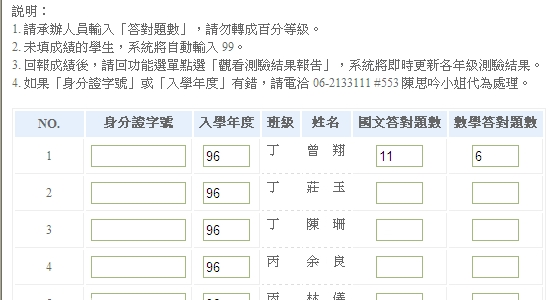 說明：
1. 請承辦人員輸入「答對題數」，請勿轉成百分等級。
2. 未填成績的學生，系統將自動輸入 99。
3. 回報成績後，請回功能選單點選「觀看測驗結果報告」，系統將即時更新各年級測驗結果。
4. 如果「身分證字號」或「入學年度」有錯，請電洽 06-2133111 #553 陳思吟小姐代為處理。
NO. 身分證字號 入學年度 班級 姓名 國文答對題數 數學答對題數
1 96 丁 曾 翔 11 6
2 96 丁 莊 玉
3 96 丁 陳 珊
4 96 丙 余 良